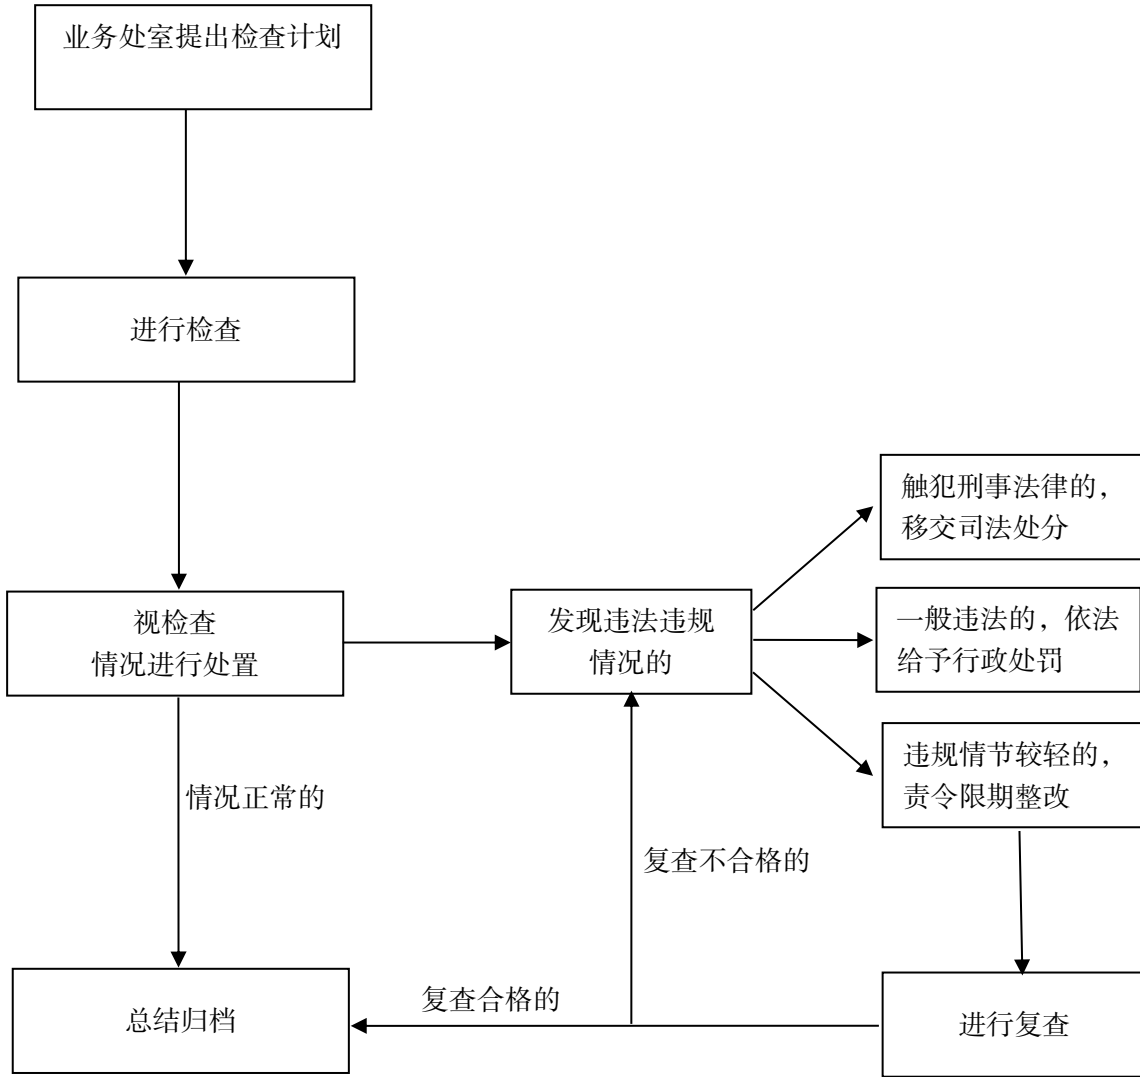 业务处室提出检查计划
进行检查
触犯刑事法律的，
移交司法处分
视检查
情况进行处置
发现违法违规
情况的
一般违法的，依法
给予行政处罚
违规情节较轻的，
责令限期整改
情况正常的
复查不合格的
复查合格的
总结归档
进行复查